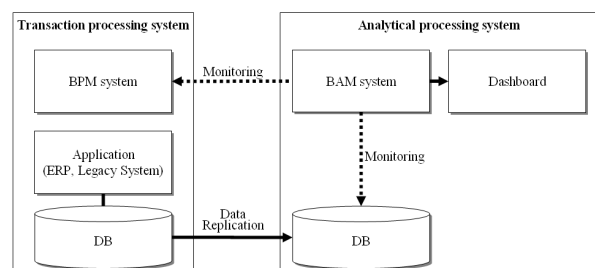 Transaction processing system
Analytical processing system
BPM system
Monitoring
BAM system
Dashboard
Application
(ERP, Legacy System)
Monitoring
DB
Data
Replication
DB